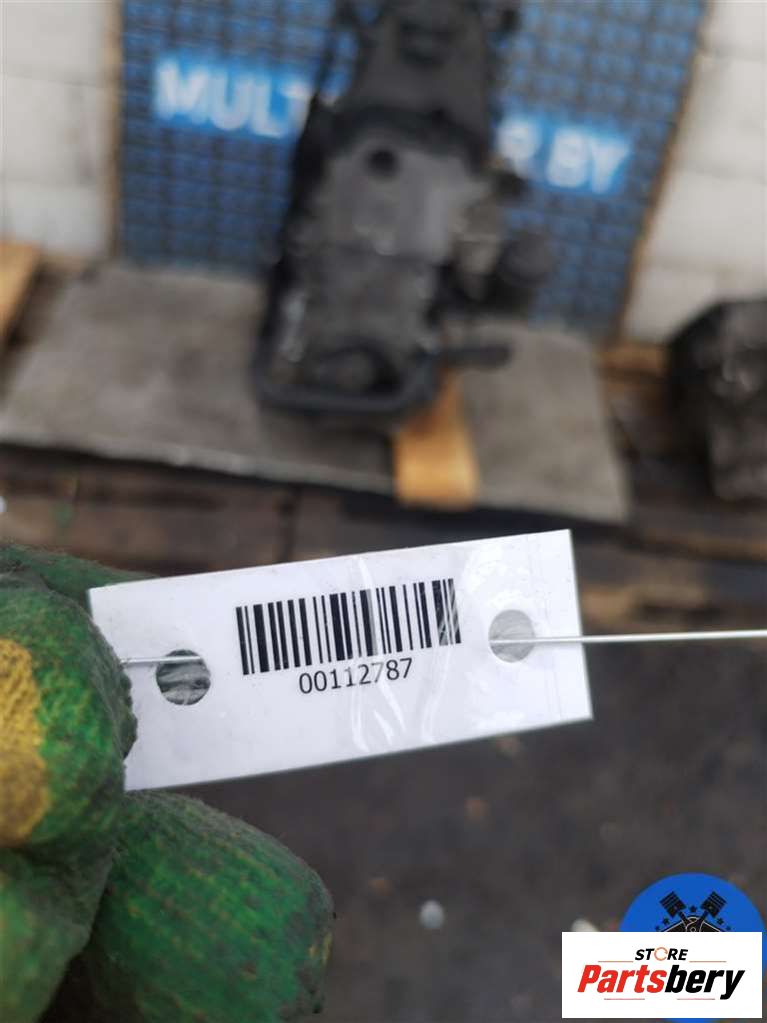 MULT
BY
00112787
STORE
Partsbery